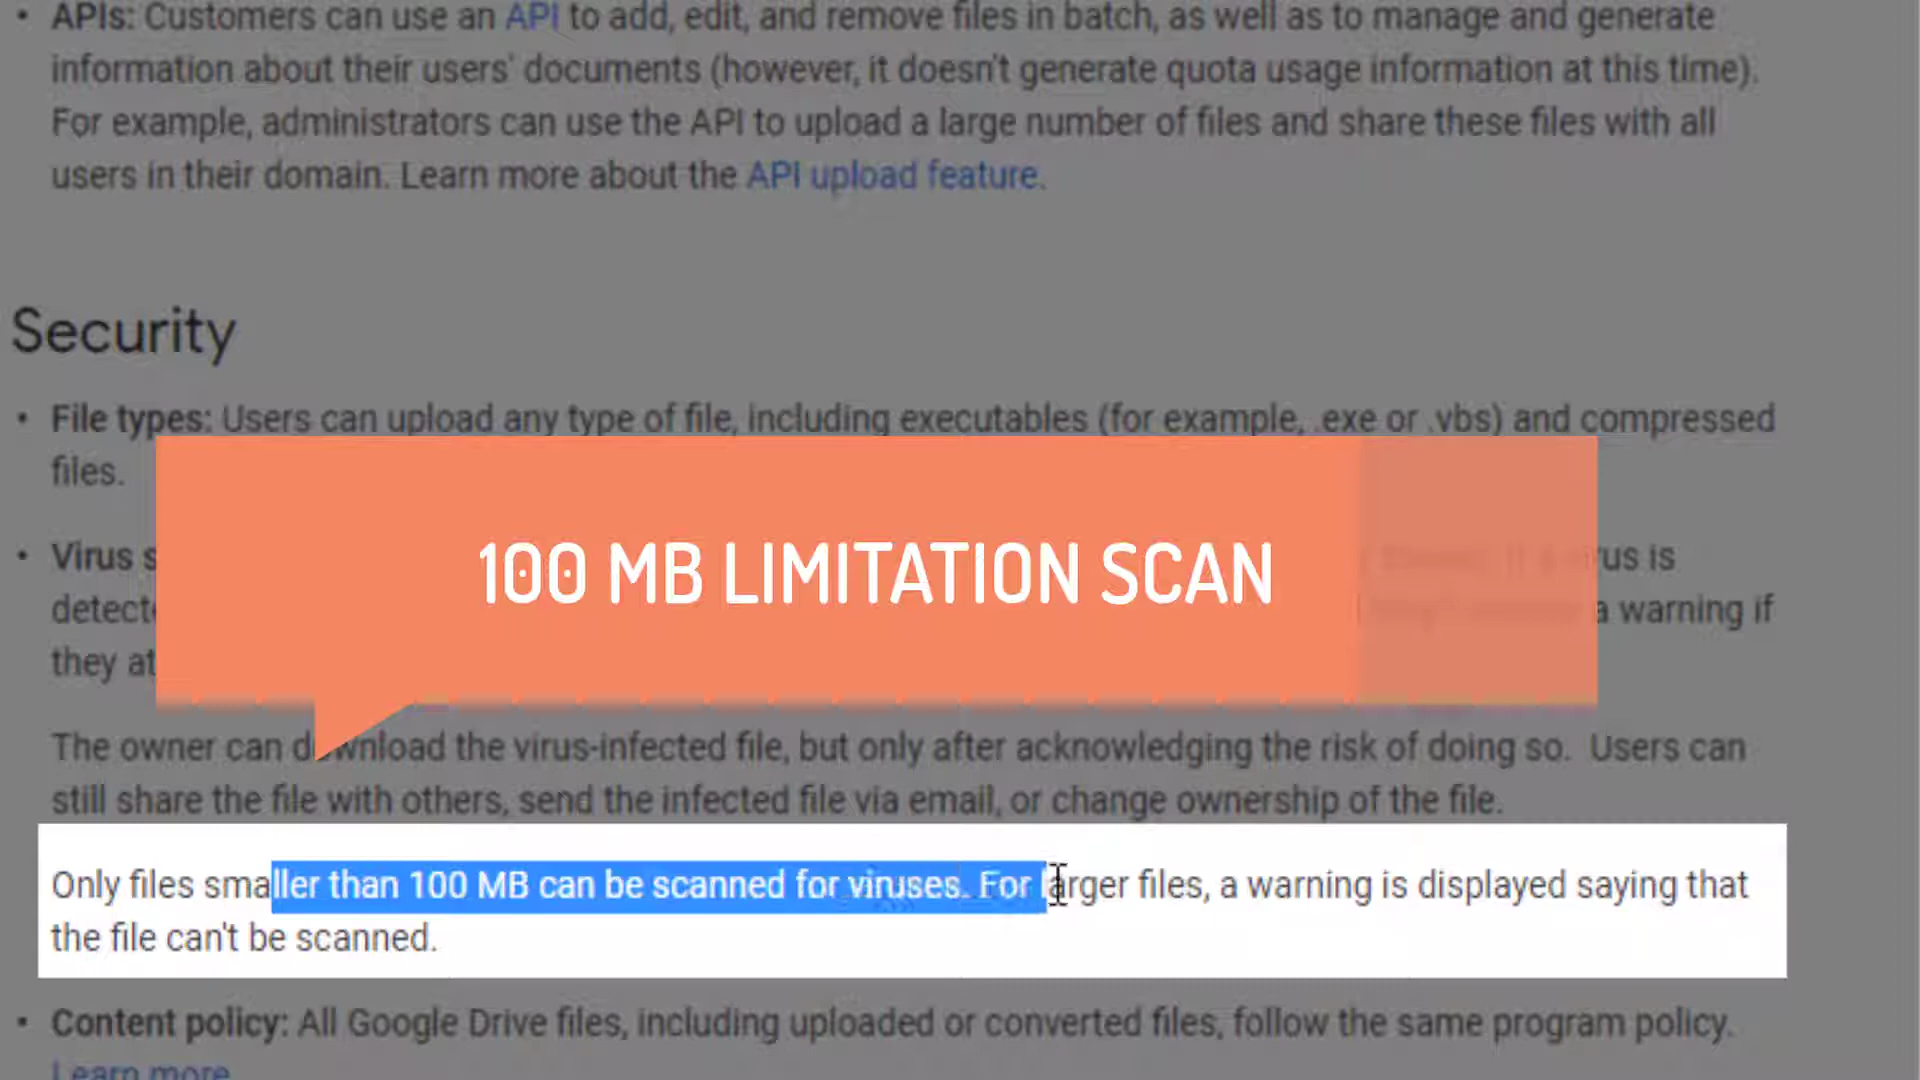 • APIs: Customers can use an API to add, edit, and remove files in batch, as well as to manage and generate
information about their users' documents (however, it doesn't generate quota usage information at this time).
For example, administrators can use the API to upload a large number of files and share these files with all
users in their domain. Learn more about the API upload feature.
Security
• File types: Users can upload any type of file, including executables (for example, .exe or .vbs) and compressed
files.
• Virus
100 MB LIMITATION SCAN
is
a warning if
they
The owner can download the virus-infected file, but only after acknowledging the risk of doing so. Users can
still share the file with others, send the infected file via email, or change ownership of the file.
Only files smaller than 100 MB can be scanned for viruses. For larger files, a warning is displayed saying that
the file can't be scanned.
• Content policy: All Google Drive files, including uploaded or converted files, follow the same program policy.
Learn more